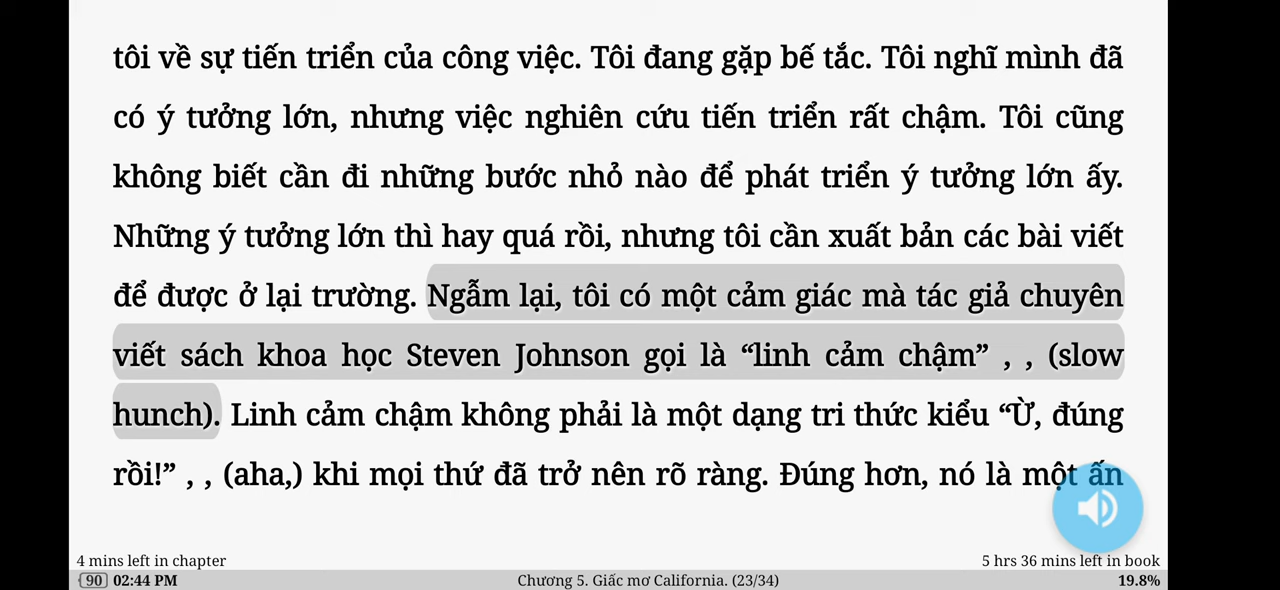 tôi về sự tiến triển của công việc. Tôi đang gặp bế tắc. Tôi nghĩ mình đã
có ý tưởng lớn, nhưng việc nghiên cứu tiến triển rất chậm. Tôi cũng
không biết cần đi những bước nhỏ nào để phát triển ý tưởng lớn ấy.
Những ý tưởng lớn thì hay quá rồi, nhưng tôi cần xuất bản các bài viết
để được ở lại trường. Ngẫm lại, tôi có một cảm giác mà tác giả chuyên
viết sách khoa học Steven Johnson gọi là “linh cảm chậm” , , (slow
hunch). Linh cảm chậm không phải là một dạng tri thức kiểu “Ừ, đúng
rồi!” , , (aha,) khi mọi thứ đã trở nên rõ ràng. Đúng hơn, nó là một ấn
4 mins left in chapter
5 hrs 36 mins left in book
90 02:44 PM
Chương 5. Giấc mơ California. (23/34)
19.8%